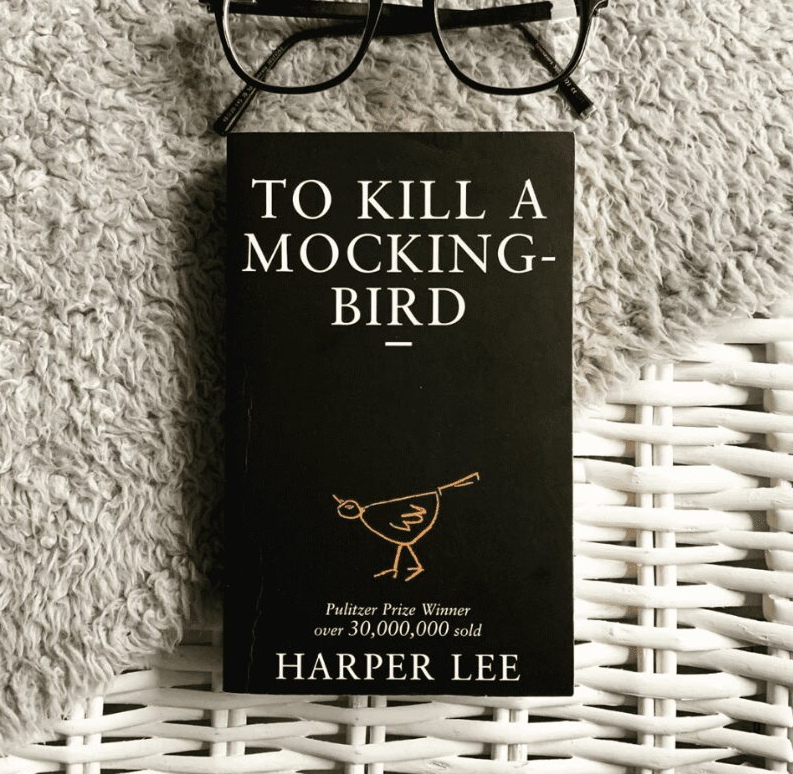 TO KILL A
MOCKING-
BIRD
Pulitzer Prize Winner
over 30,000,000 sold
HARPER LEE